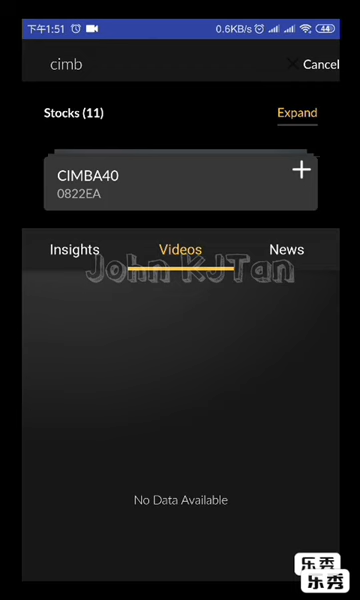 下午1:51 0.6KB/s 44
cimb Cancel
Stocks (11) Expand
CIMBA40
0822EA
Insights Videos News
John KJTan
No Data Available
乐秀
乐秀